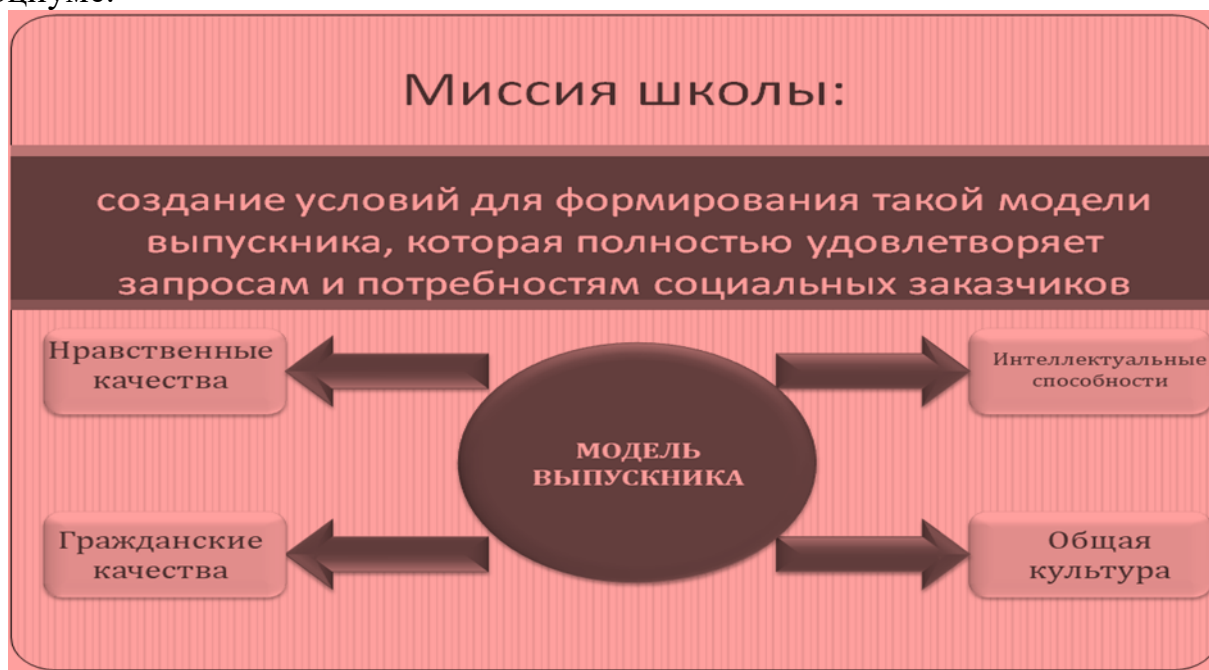 Миссия школы:
создание условий для формирования такой модели
выпускника, которая полностью удовлетворяет
запросам и потребностям социальных заказчиков
Нравственные
качества
Интеллектуальные
способности
МОДЕЛЬ
ВЫПУСКНИКА
Гражданские
качества
Общая
культура